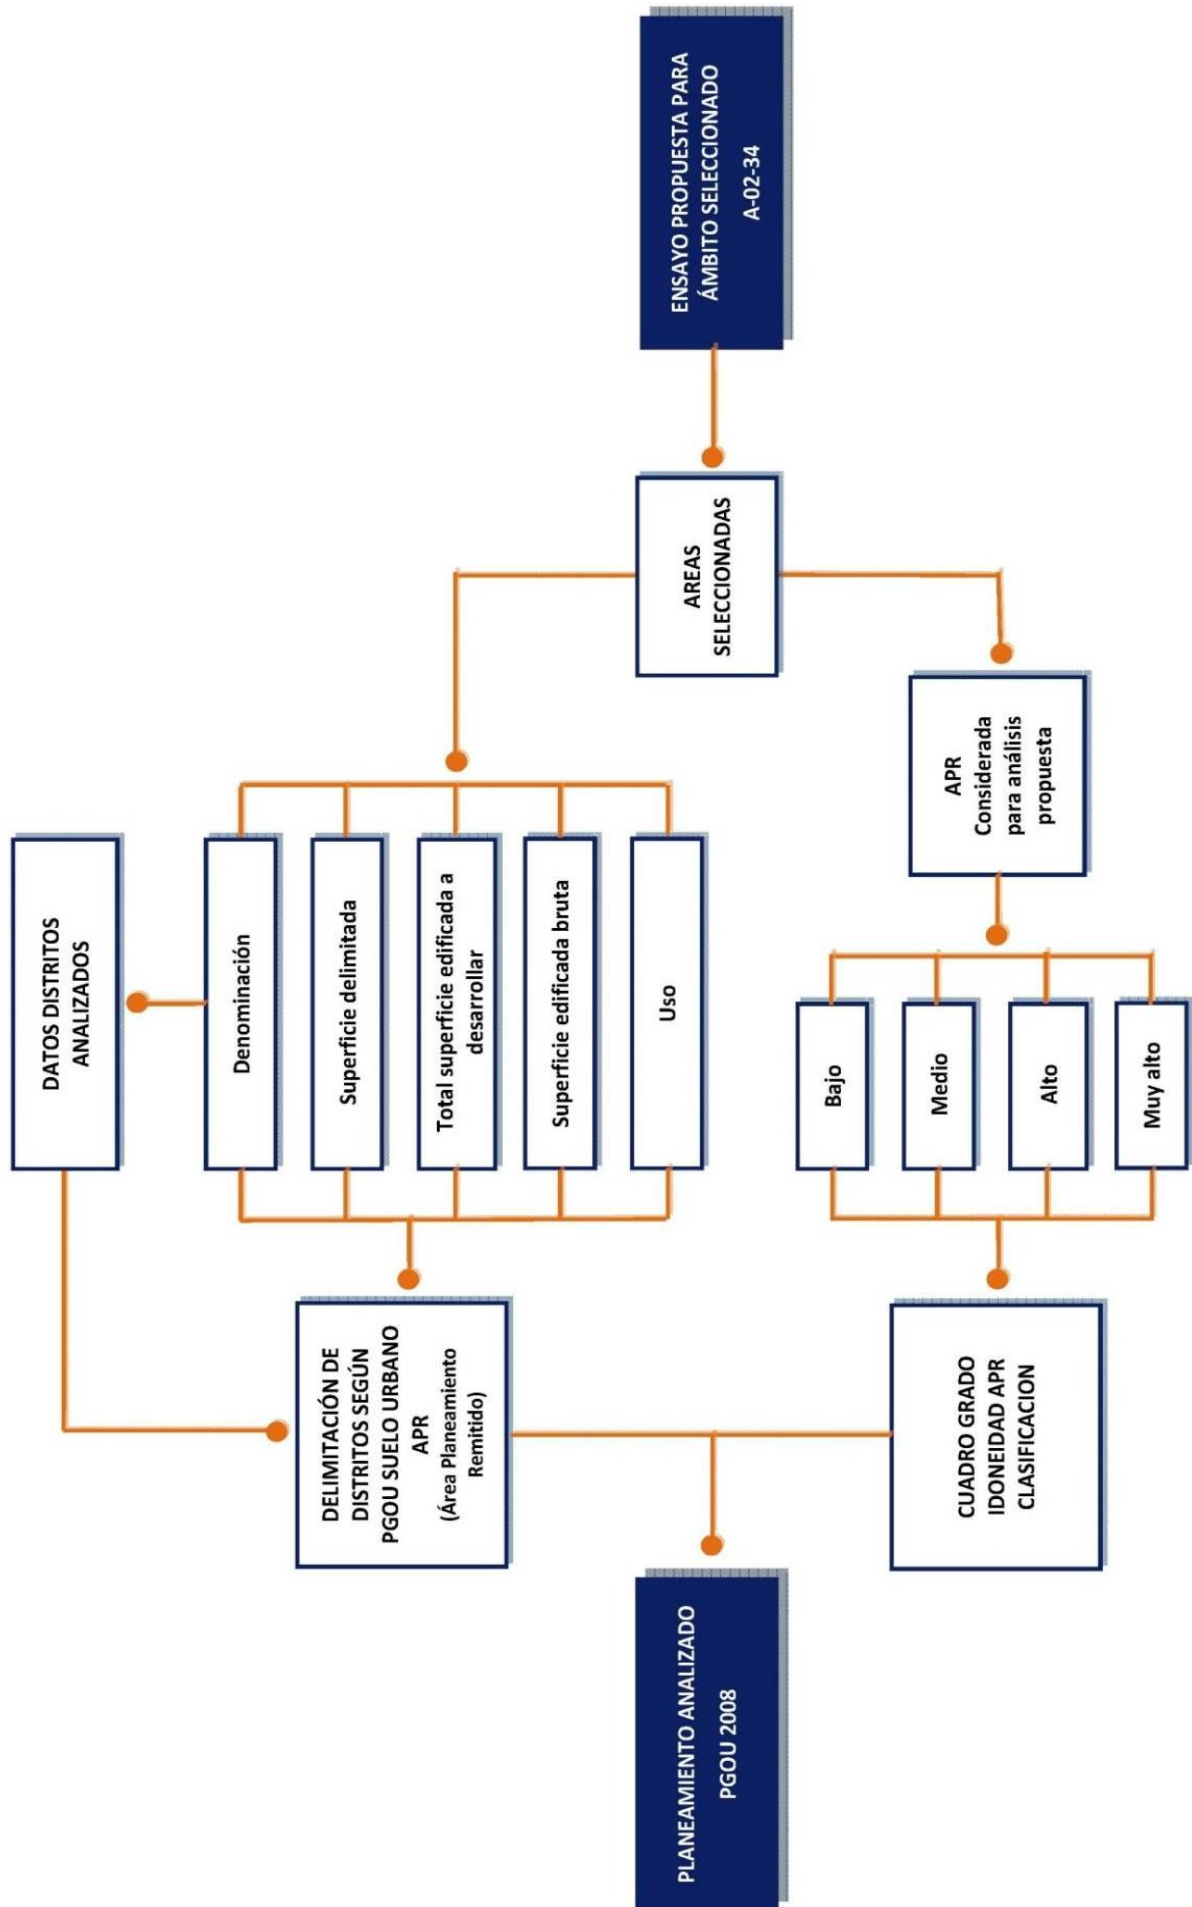 PLANEAMIENTO ANALIZADO
PGOU 2008
DELIMITACIÓN DE
DISTRITOS SEGÚN
PGOU SUELO URBANO
APR
(Área Planeamiento
Remitido)
CUADRO GRADO
IDONEIDAD APR
CLASIFICACION
DATOS DISTRITOS
ANALIZADOS
Denominación
Superficie delimitada
Total superficie edificada a
desarrollar
Superficie edificada bruta
Uso
Bajo
Medio
Alto
Muy alto
APR
Considerada
para análisis
propuesta
AREAS
SELECCIONADAS
ENSAYO PROPUESTA PARA
ÁMBITO SELECCIONADO
A-02-34